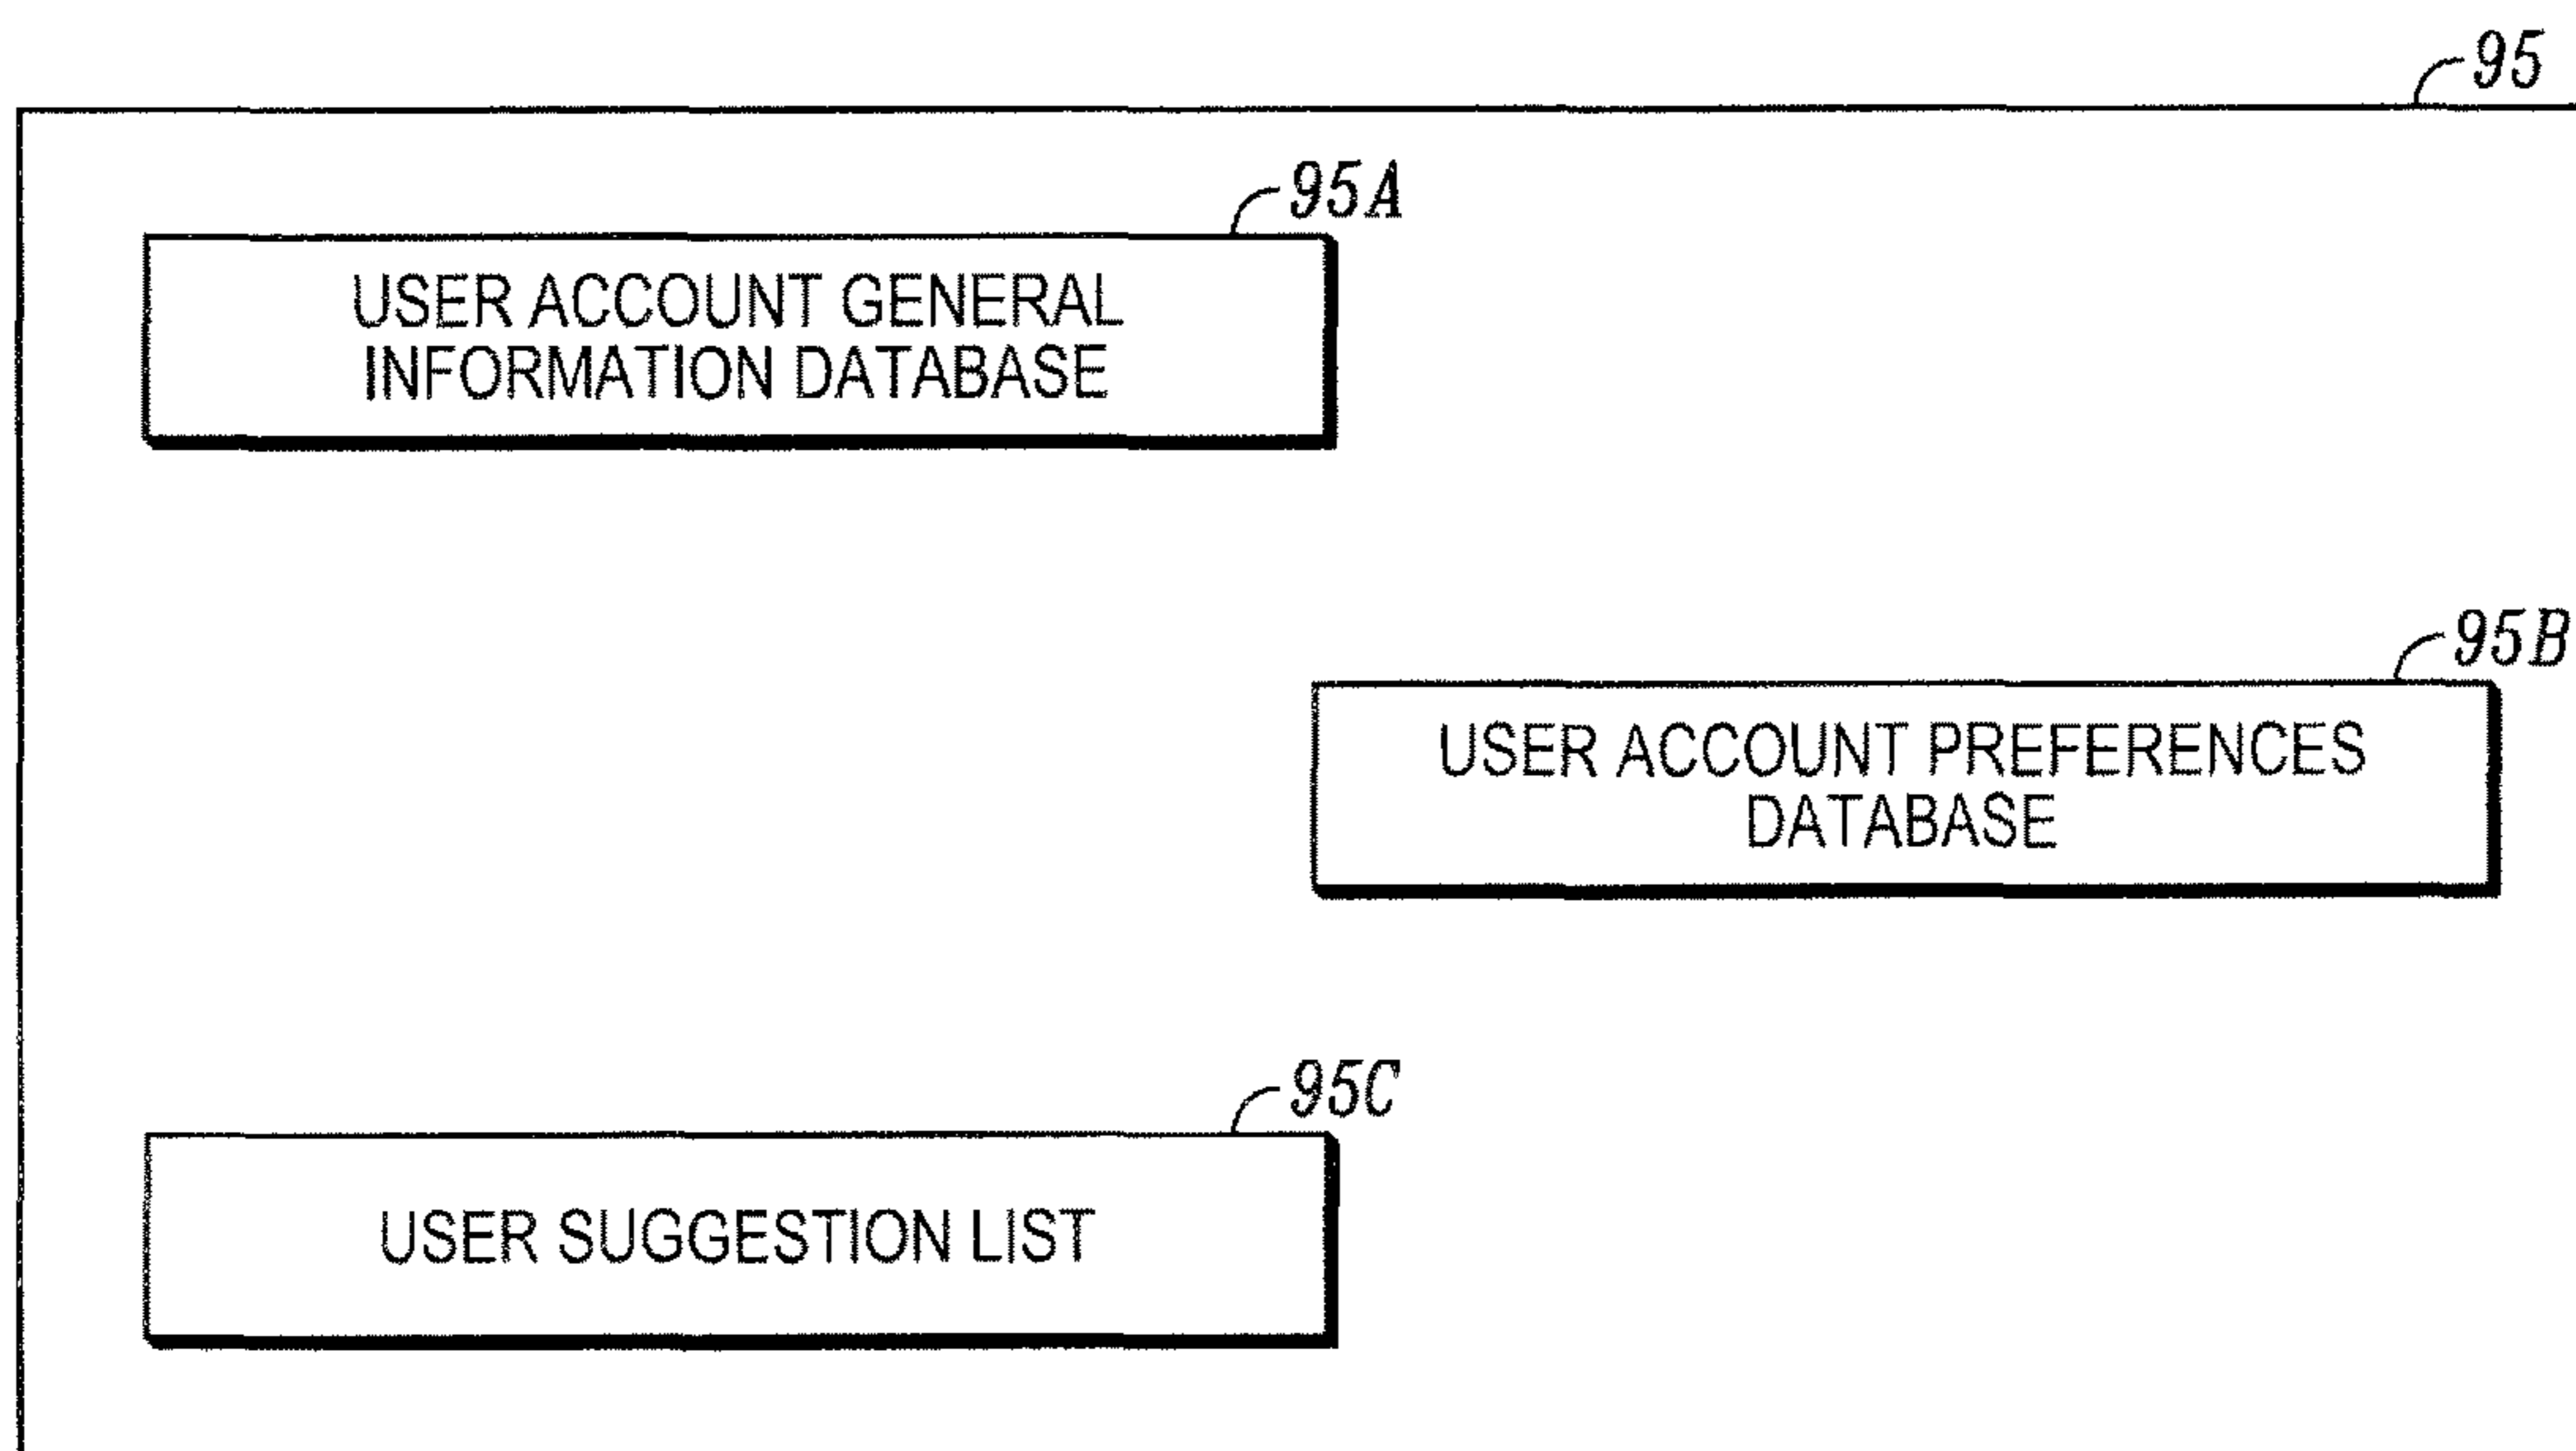 95
95A
USER ACCOUNT GENERAL
INFORMATION DATABASE
95B
USER ACCOUNT PREFERENCES
DATABASE
95C
USER SUGGESTION LIST